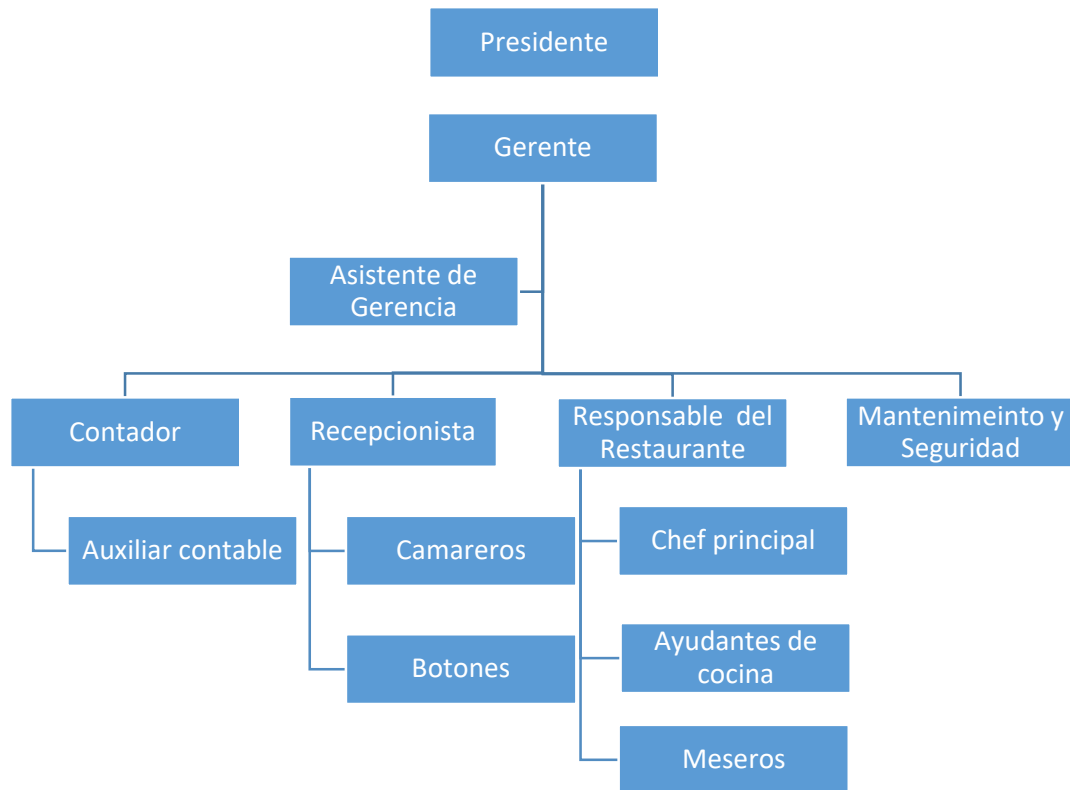 Presidente
Gerente
Asistente de
Gerencia
Contador
Recepcionista
Responsable del
Restaurante
Mantenimeinto y
Seguridad
Auxiliar contable
Camareros
Botones
Chef principal
Ayudantes de
cocina
Meseros